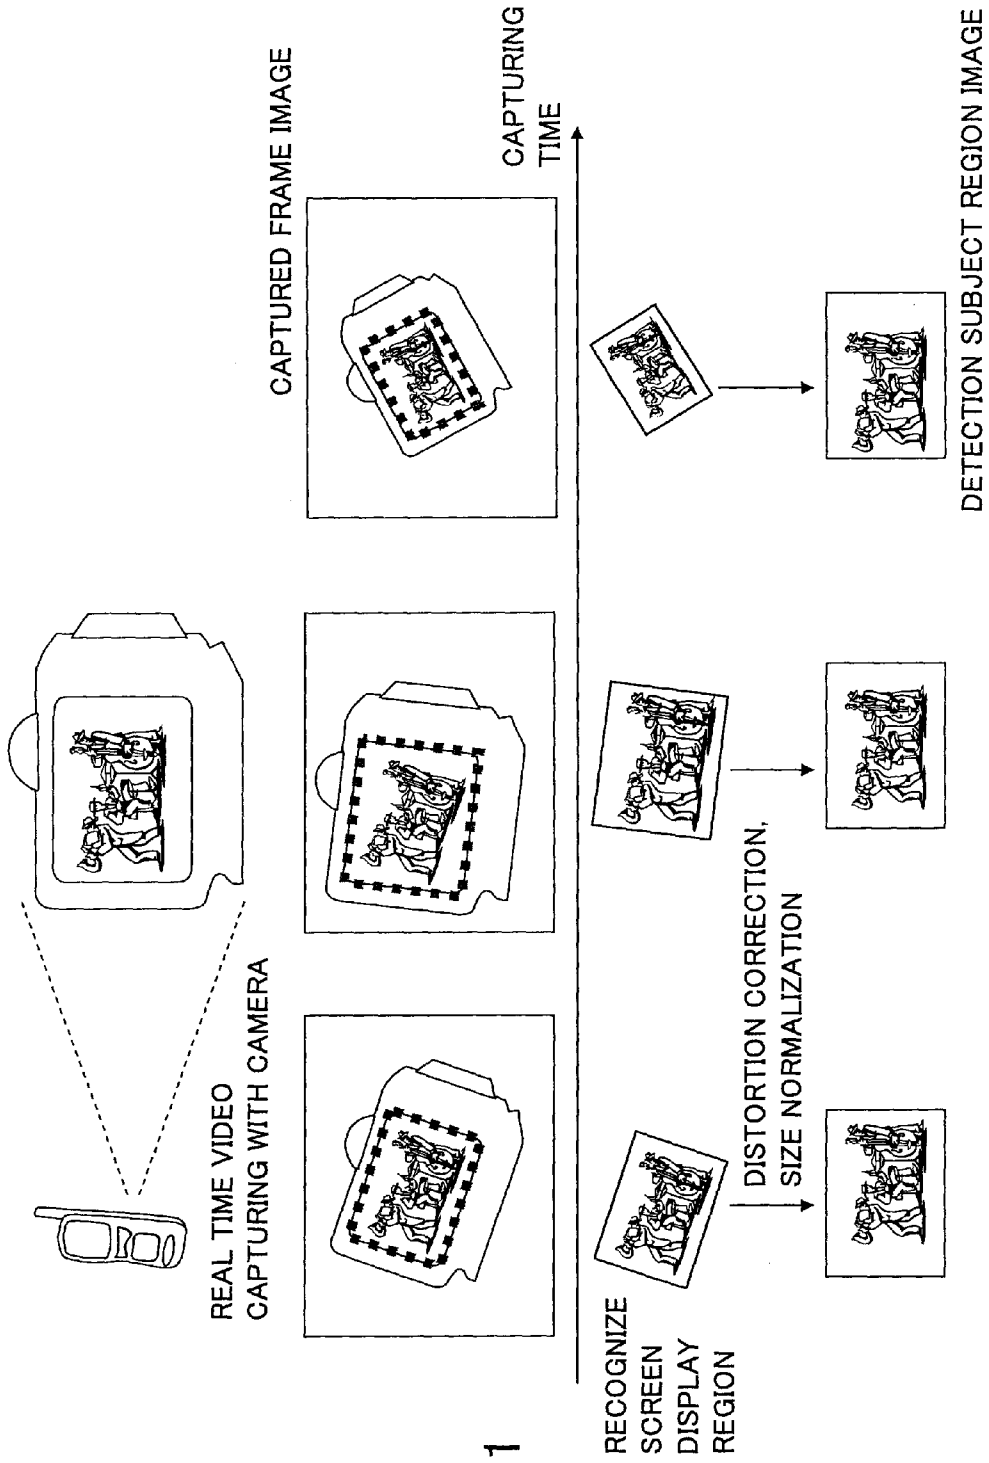 REAL TIME VIDEO
CAPTURING WITH CAMERA
CAPTURED FRAME IMAGE
CAPTURING
TIME
1
RECOGNIZE
SCREEN
DISPLAY
REGION
DISTORTION CORRECTION,
SIZE NORMALIZATION
DETECTION SUBJECT REGION IMAGE